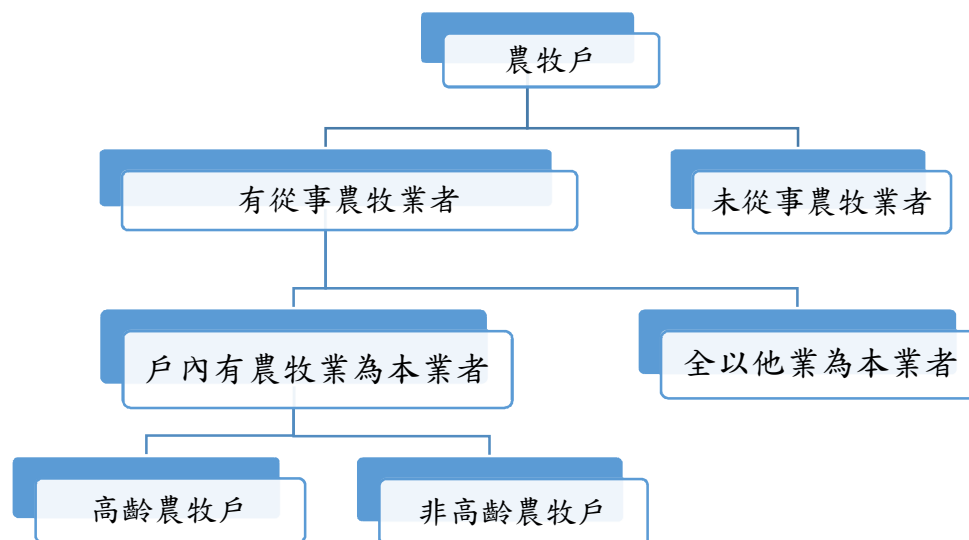 農牧戶
有從事農牧業者
未從事農牧業者
戶內有農牧業為本業者
全以他業為本業者
高齡農牧戶
非高齡農牧戶